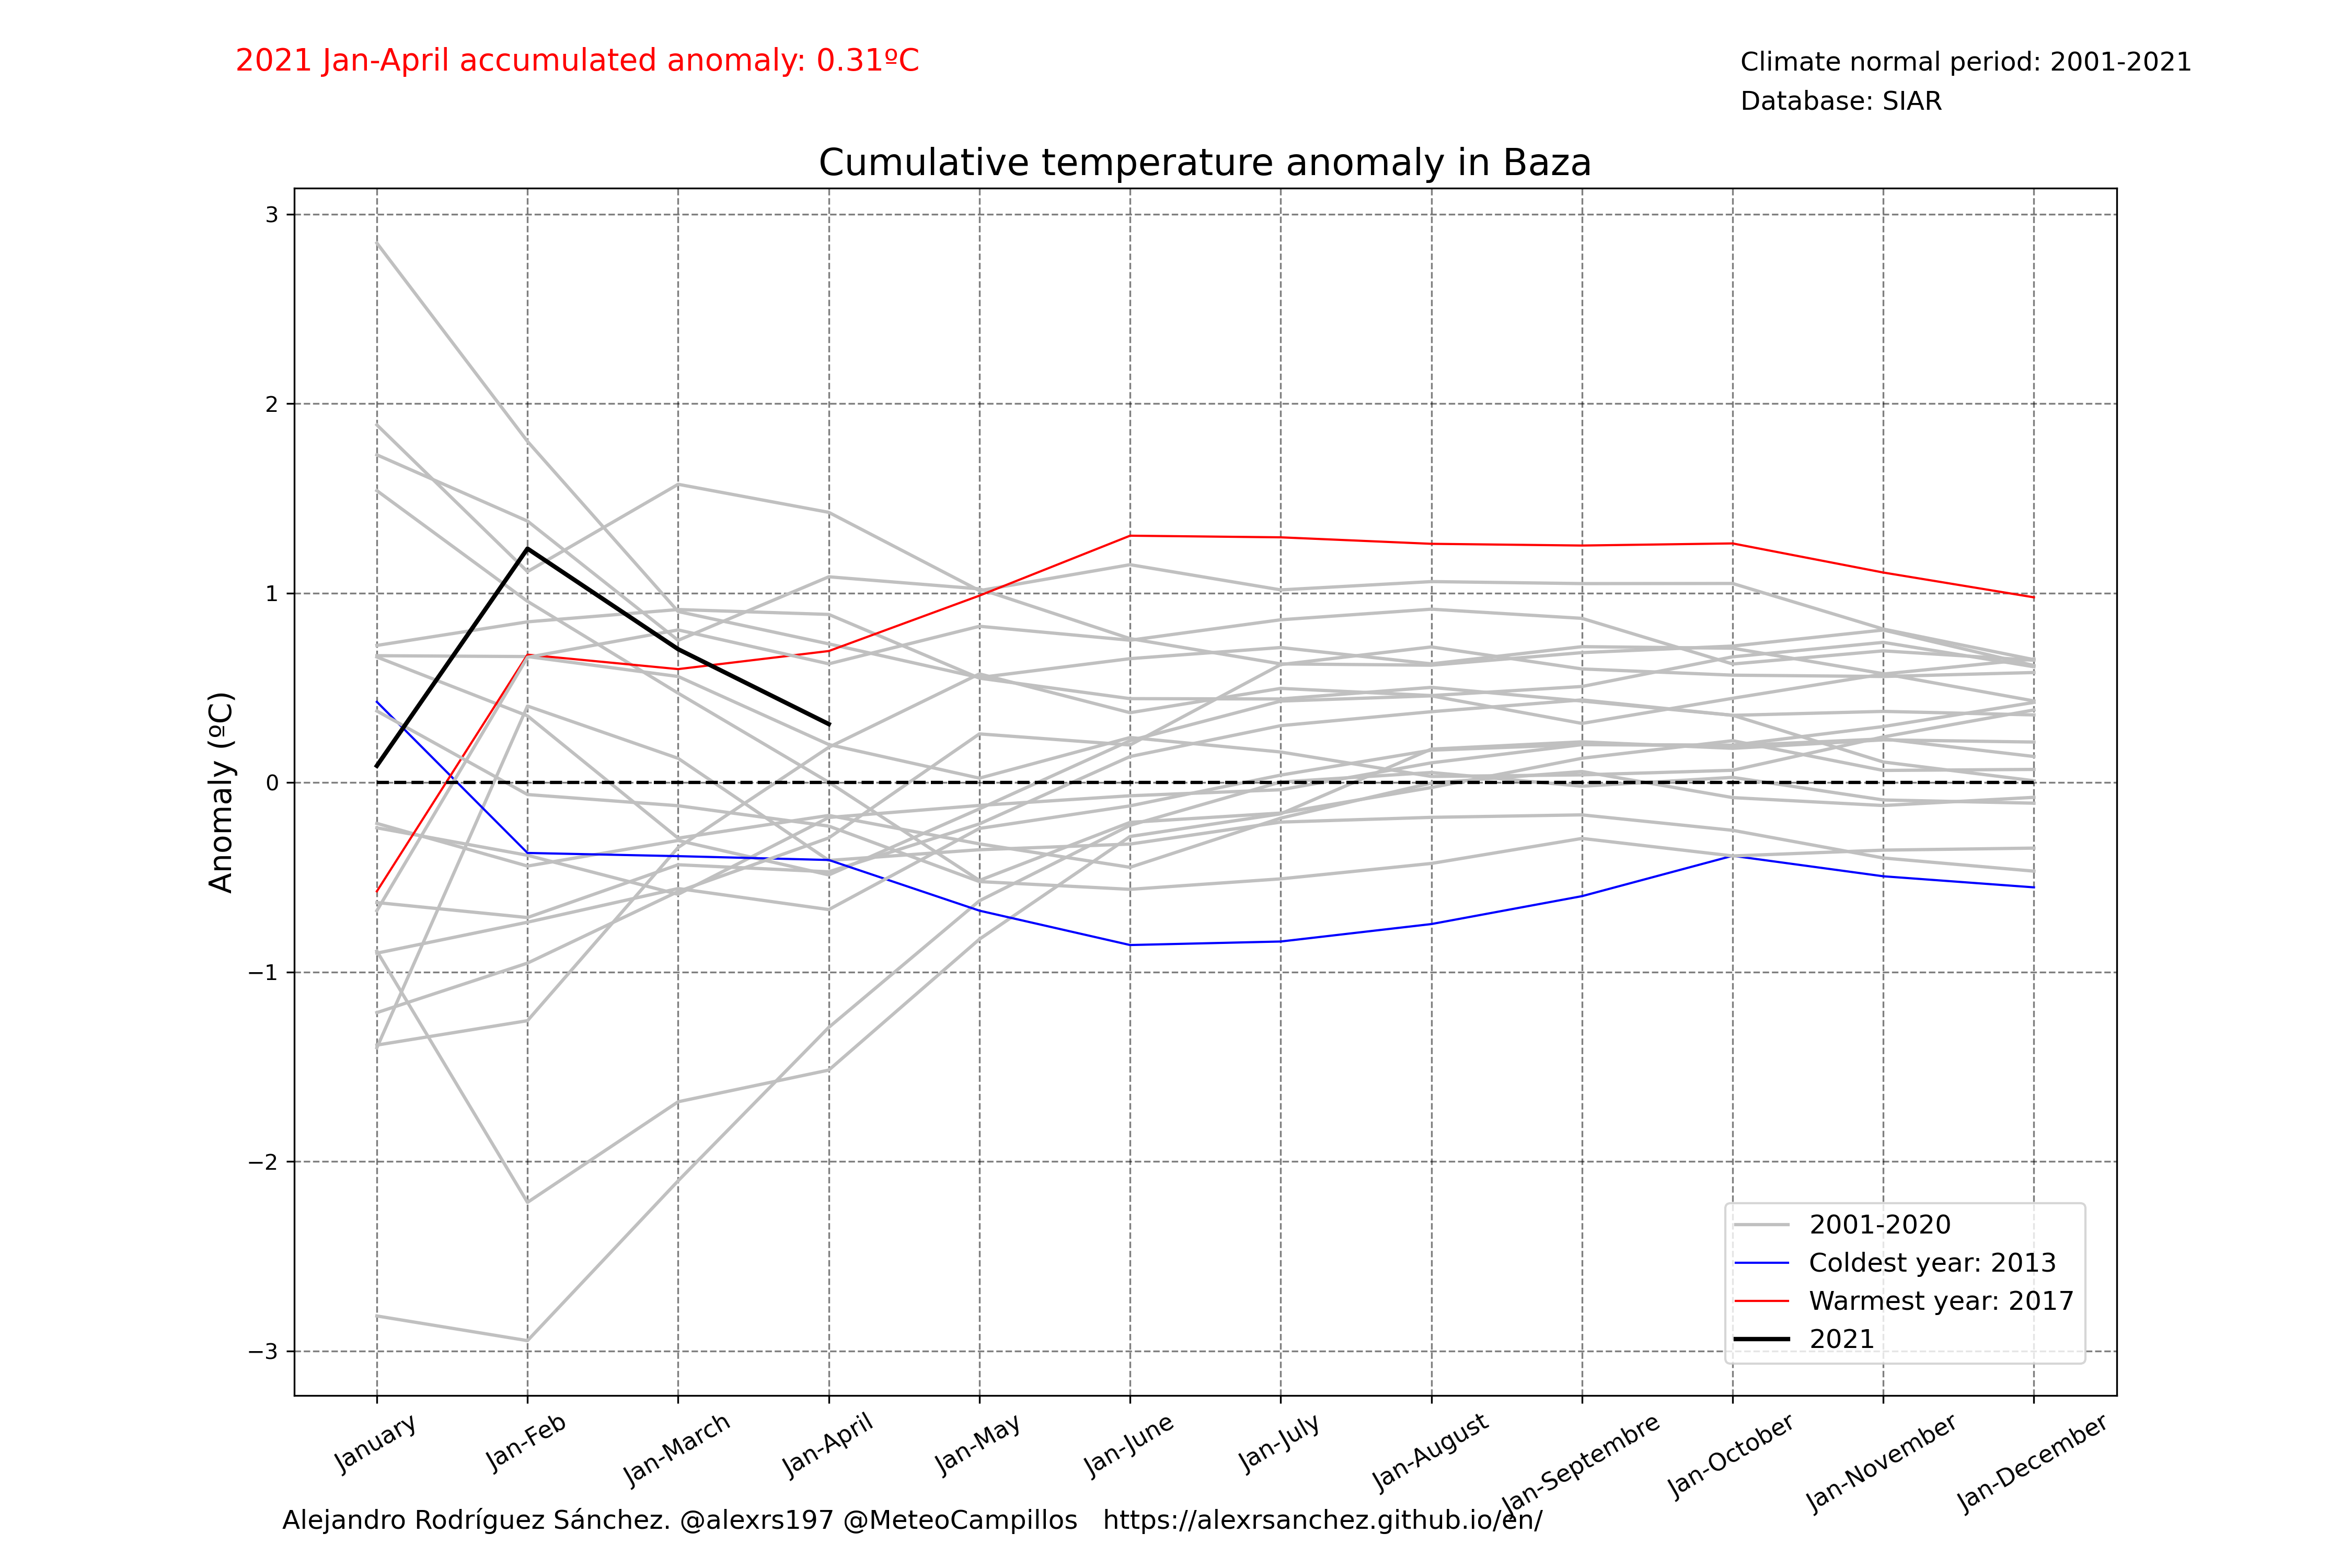 2021 Jan-April accumulated anomaly: 0.31ºC
Climate normal period: 2001-2021
Database: SIAR
Cumulative temperature anomaly in Baza
Anomaly (ºC)
3
2
1
0
−1
−2
−3
2001-2020
Coldest year: 2013
Warmest year: 2017
2021
January
Jan-Feb
Jan-March
Jan-April
Jan-May
Jan-June
Jan-July
Jan-August
Jan-Septembre
Jan-October
Jan-November
Jan-December
Alejandro Rodríguez Sánchez. @alexrs197 @MeteoCampillos https://alexrsanchez.github.io/en/